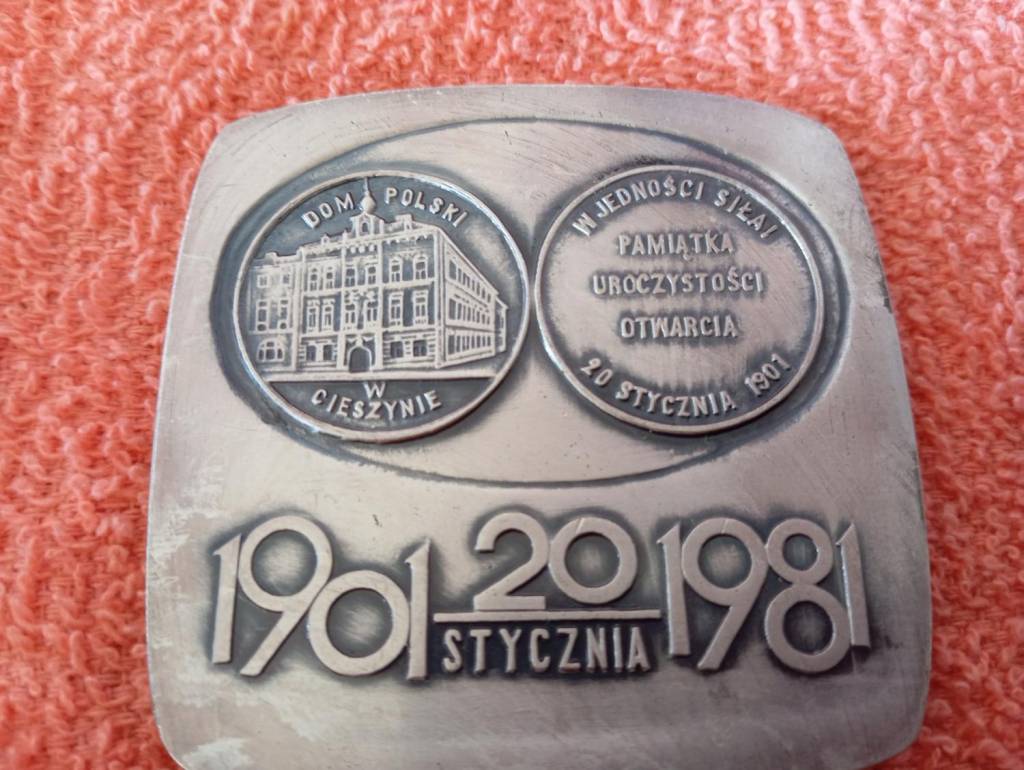 DOM POLSKI
W
CIESZYNIE
W JEDNOŚCI SIŁA!
PAMIĄTKA
UROCZYSTOŚCI
OTWARCIA
20 STYCZNIA 1901
1901 20 1981
STYCZNIA